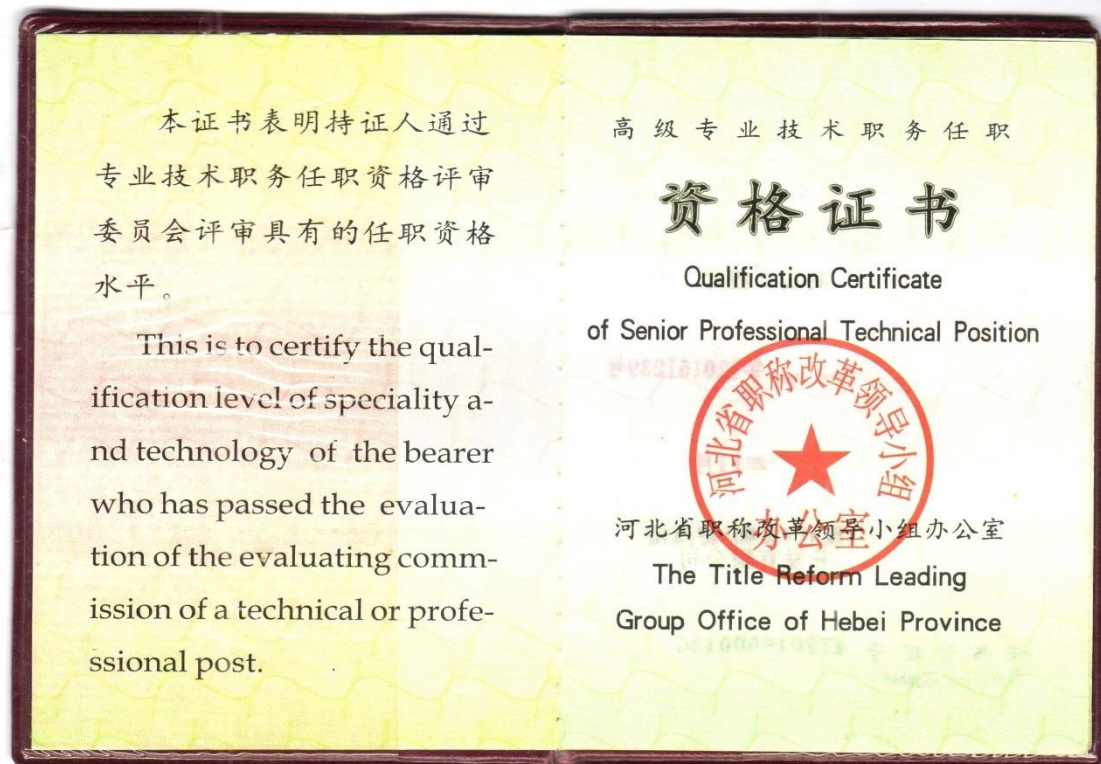 本证书表明持证人通过
专业技术职务任职资格评审
委员会评审具有的任职资格
水平。
This is to certify the qual-
ification level of speciality a-
nd technology of the bearer
who has passed the evalua-
tion of the evaluating comm-
ission of a technical or profe-
ssional post.
高级专业技术职务任职
资格证书
Qualification Certificate
of Senior Professional Technical Position
河北省职称改革领导小组
办公室
河北省职称改革领导小组办公室
The Title Reform Leading
Group Office of Hebei Province